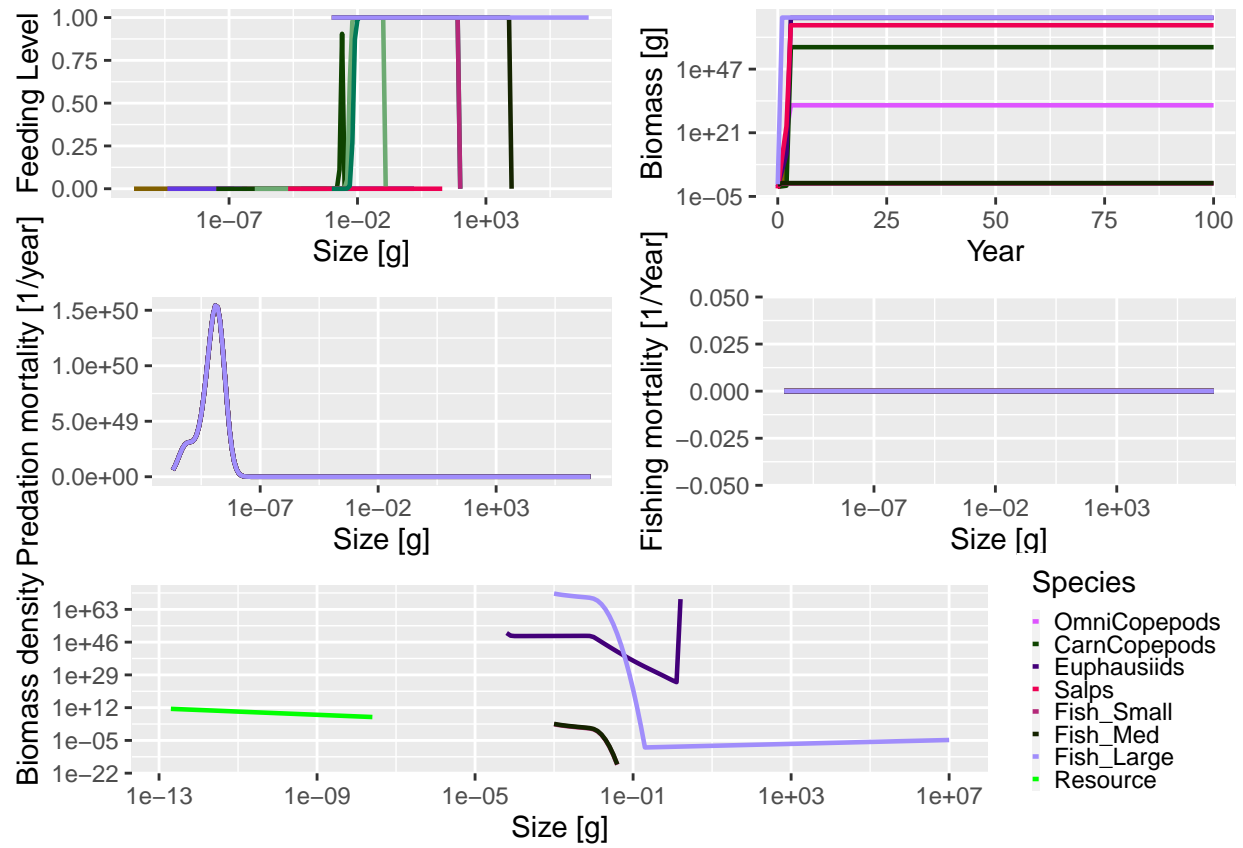 Feeding Level
1.00
0.75
0.50
0.25
0.00
1e−07
1e−02
1e+03
Size [g]
Biomass [g]
1e+47
1e+21
1e−05
0
25
50
75
100
Year
Predation mortality [1/year]
1.5e+50
1.0e+50
5.0e+49
0.0e+00
1e−07
1e−02
1e+03
Size [g]
Fishing mortality [1/Year]
0.050
0.025
0.000
−0.025
−0.050
1e−07
1e−02
1e+03
Size [g]
Biomass density
1e+63
1e+46
1e+29
1e+12
1e−05
1e−22
1e−13
1e−09
1e−05
1e−01
1e+03
1e+07
Size [g]
Species
OmniCopepods
CarnCopepods
Euphausiids
Salps
Fish_Small
Fish_Med
Fish_Large
Resource